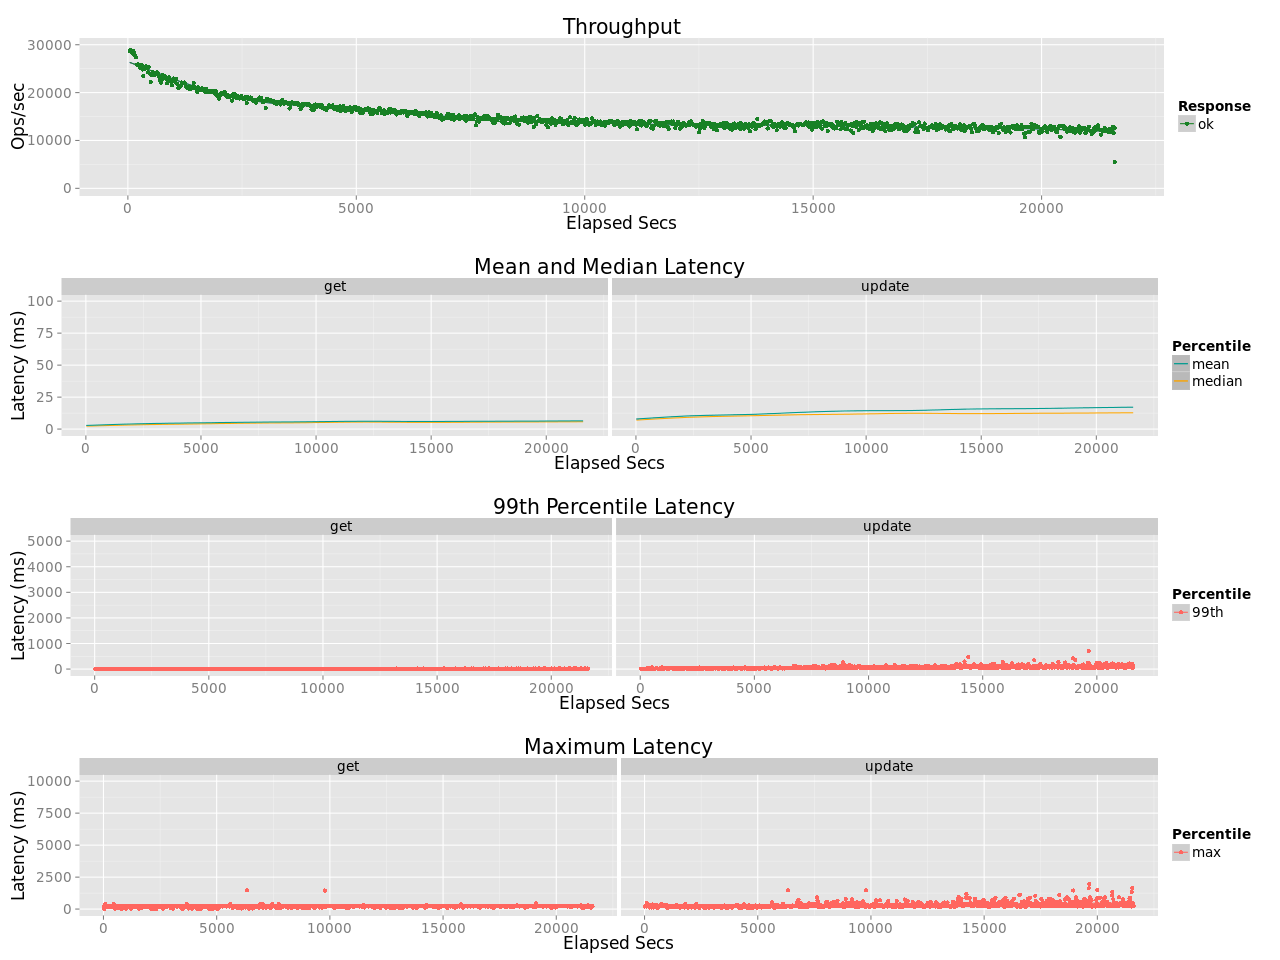 Throughput
30000
20000
10000
0
Ops/sec
0 5000 10000 15000 20000
Elapsed Secs
Response
ok
Mean and Median Latency
get update
100
75
50
25
0
Latency (ms)
0 5000 10000 15000 20000 0 5000 10000 15000 20000
Elapsed Secs
Percentile
mean
median
99th Percentile Latency
get update
5000
4000
3000
2000
1000
0
Latency (ms)
0 5000 10000 15000 20000 0 5000 10000 15000 20000
Elapsed Secs
Percentile
99th
Maximum Latency
get update
10000
7500
5000
2500
0
Latency (ms)
0 5000 10000 15000 20000 0 5000 10000 15000 20000
Elapsed Secs
Percentile
max